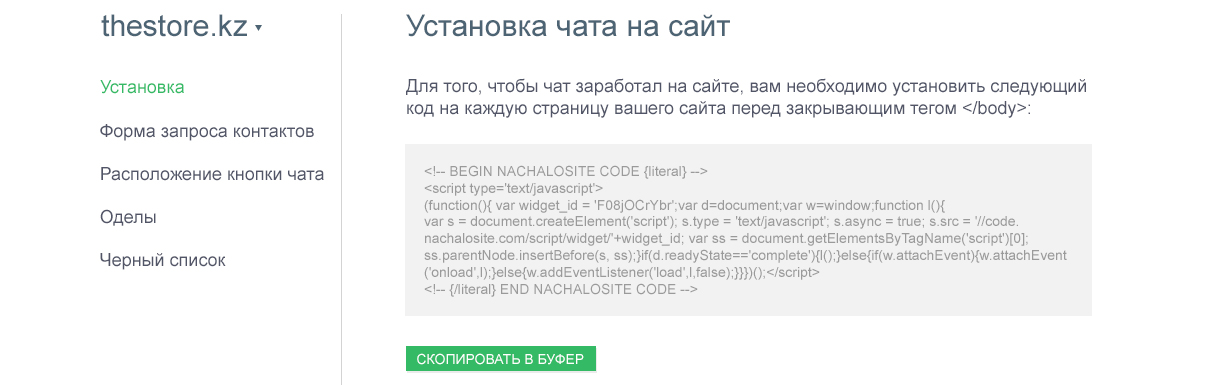 thestore.kz
Установка
Форма запроса контактов
Расположение кнопки чата
Оделы
Черный список
Установка чата на сайт
Для того, чтобы чат заработал на сайте, вам необходимо установить следующий
код на каждую страницу вашего сайта перед закрывающим тегом </body>:
<!-- BEGIN NACHALOSITE CODE {literal} -->
<script type='text/javascript'>
(function(){ var widget_id = 'F08jOCrYbr';var d=document;var w=window;function l(){
var s = document.createElement('script'); s.type = 'text/javascript'; s.async = true; s.src = '//code.
nachalosite.com/script/widget/'+widget_id; var ss = document.getElementsByTagName('script')[0];
ss.parentNode.insertBefore(s, ss);}if(d.readyState=='complete'){l();}else{if(w.attachEvent){w.attachEvent
('onload',l);}else{w.addEventListener('load',l,false);}}})();</script>
<!-- {/literal} END NACHALOSITE CODE -->
СКОПИРОВАТЬ В БУФЕР